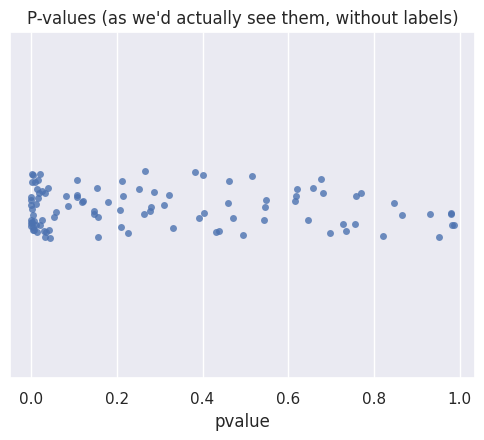 P-values (as we'd actually see them, without labels)
0.0 0.2 0.4 0.6 0.8 1.0
pvalue